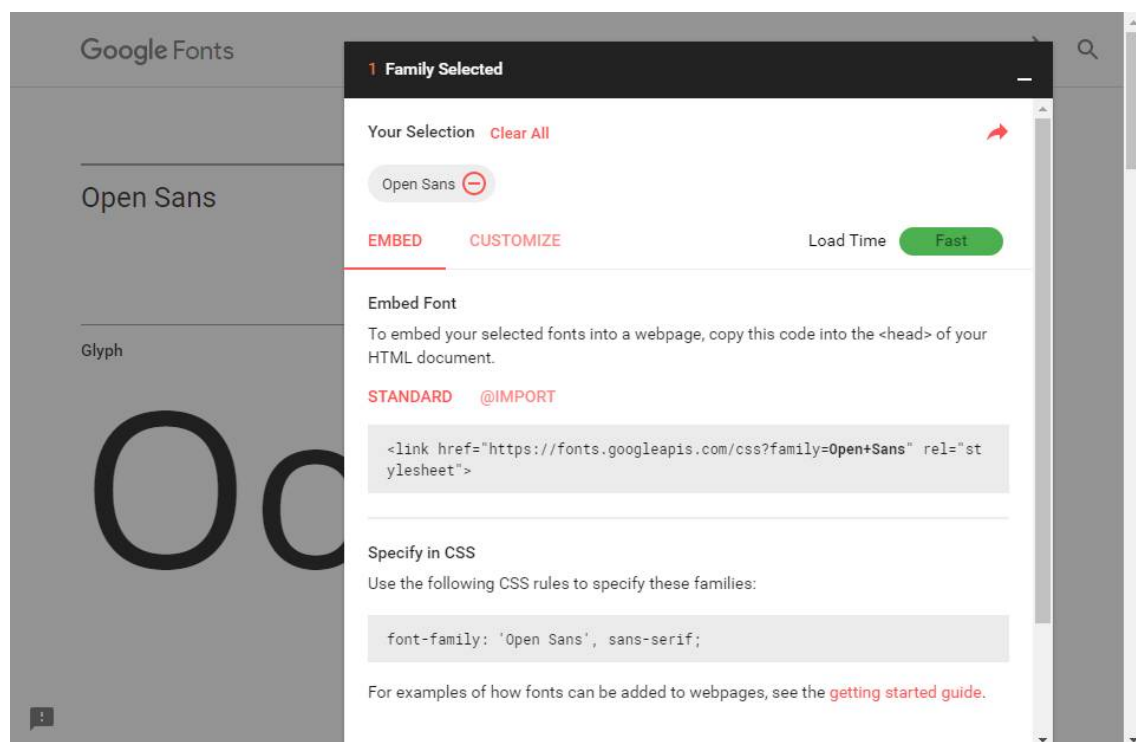 Google Fonts
1 Family Selected
Your Selection Clear All
Open Sans
Open Sans
EMBED CUSTOMIZE Load Time Fast
Embed Font
To embed your selected fonts into a webpage, copy this code into the <head> of your
HTML document.
Glyph
STANDARD @IMPORT
<link href="https://fonts.googleapis.com/css?family=Open+Sans" rel="st
ylesheet">
Oo
Specify in CSS
Use the following CSS rules to specify these families:
font-family: 'Open Sans', sans-serif;
For examples of how fonts can be added to webpages, see the getting started guide.